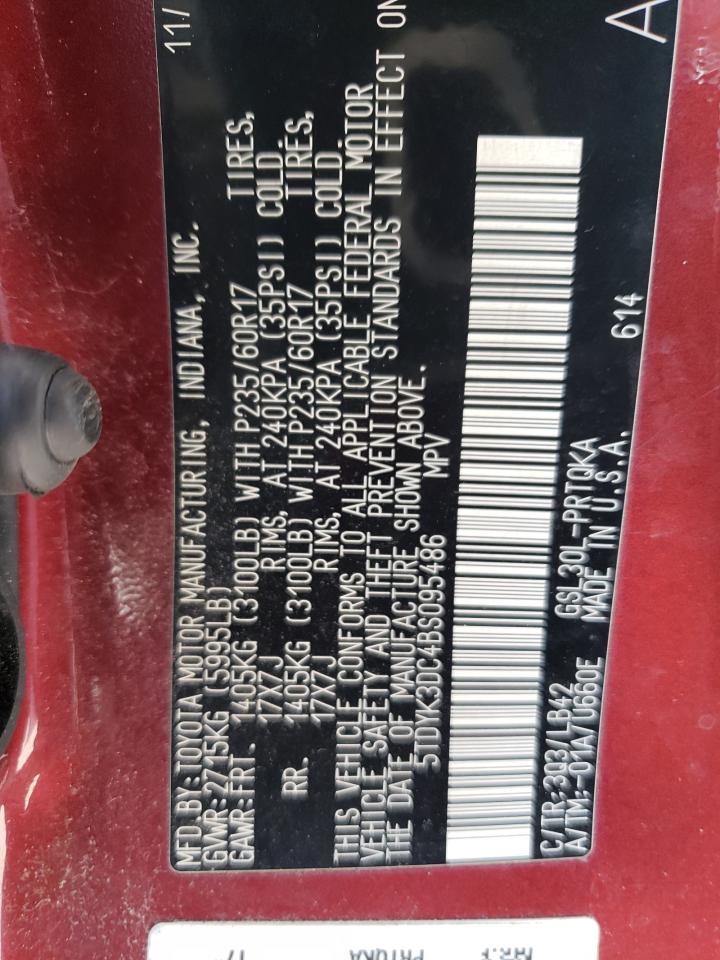 MFD BY:TOYOTA MOTOR MANUFACTURING, INDIANA, INC. 11/
GVWR:2715KG (5995LB)
GAWR:FRT. 1405KG (3100LB) WITH P235/60R17 TIRES,
17X7J RIMS, AT 240KPA (35PSI) COLD.
RR. 1405KG (3100LB) WITH P235/60R17 TIRES,
17X7J RIMS, AT 240KPA (35PSI) COLD.
THIS VEHICLE CONFORMS TO ALL APPLICABLE FEDERAL MOTOR
VEHICLE SAFETY AND THEFT PREVENTION STANDARDS IN EFFECT ON
THE DATE OF MANUFACTURE SHOWN ABOVE.
5TDYK3DC4BS095486 MPV
C/TR:3Q3/LB42 GSL30L-PRTQKA 614
A/TM:-01A/U660E MADE IN U.S.A. A
PRTQKA